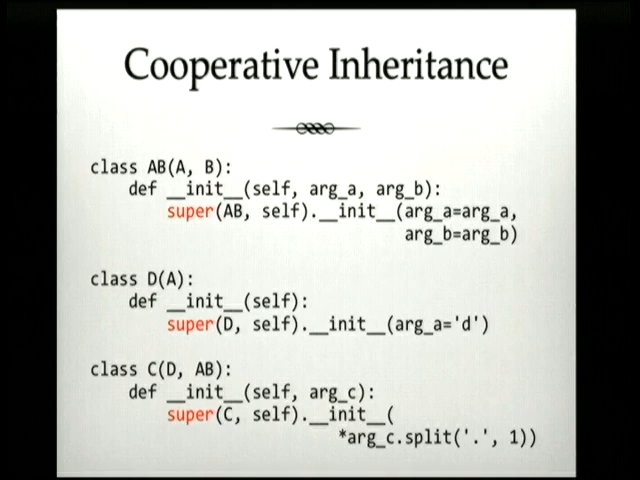 Cooperative Inheritance
class AB(A, B):
    def __init__(self, arg_a, arg_b):
        super(AB, self).__init__(arg_a=arg_a,
                                 arg_b=arg_b)
class D(A):
    def __init__(self):
        super(D, self).__init__(arg_a='d')
class C(D, AB):
    def __init__(self, arg_c):
        super(C, self).__init__(
                          *arg_c.split('.', 1))